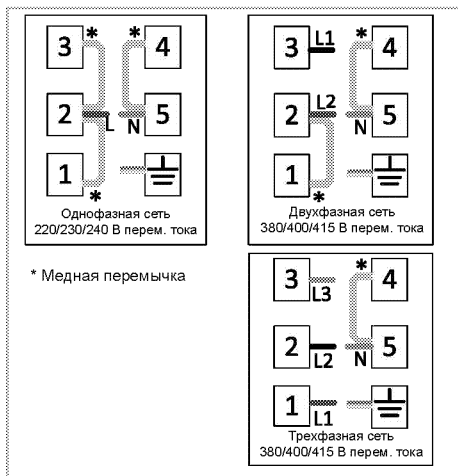 3 * * 4
2 L N 5
1 *
Однофазная сеть
220/230/240 В перем. тока
3 L1 * 4
2 L2 N 5
1 *
Двухфазная сеть
380/400/415 В перем. тока
* Медная перемычка
3 L3 * 4
2 L2 N 5
1 L1
Трехфазная сеть
380/400/415 В перем. тока